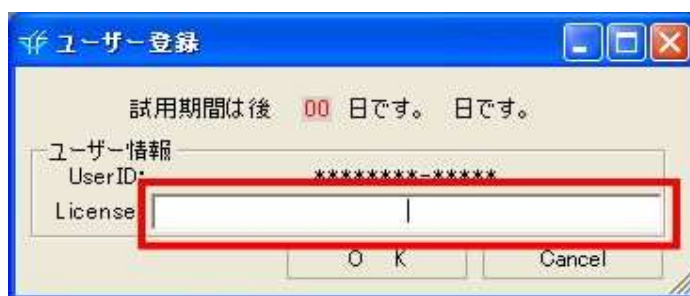 ユーザー登録
試用期間は後 00 日です。 日です。
ユーザー情報
UserID: ********-*****
License
O K Cancel